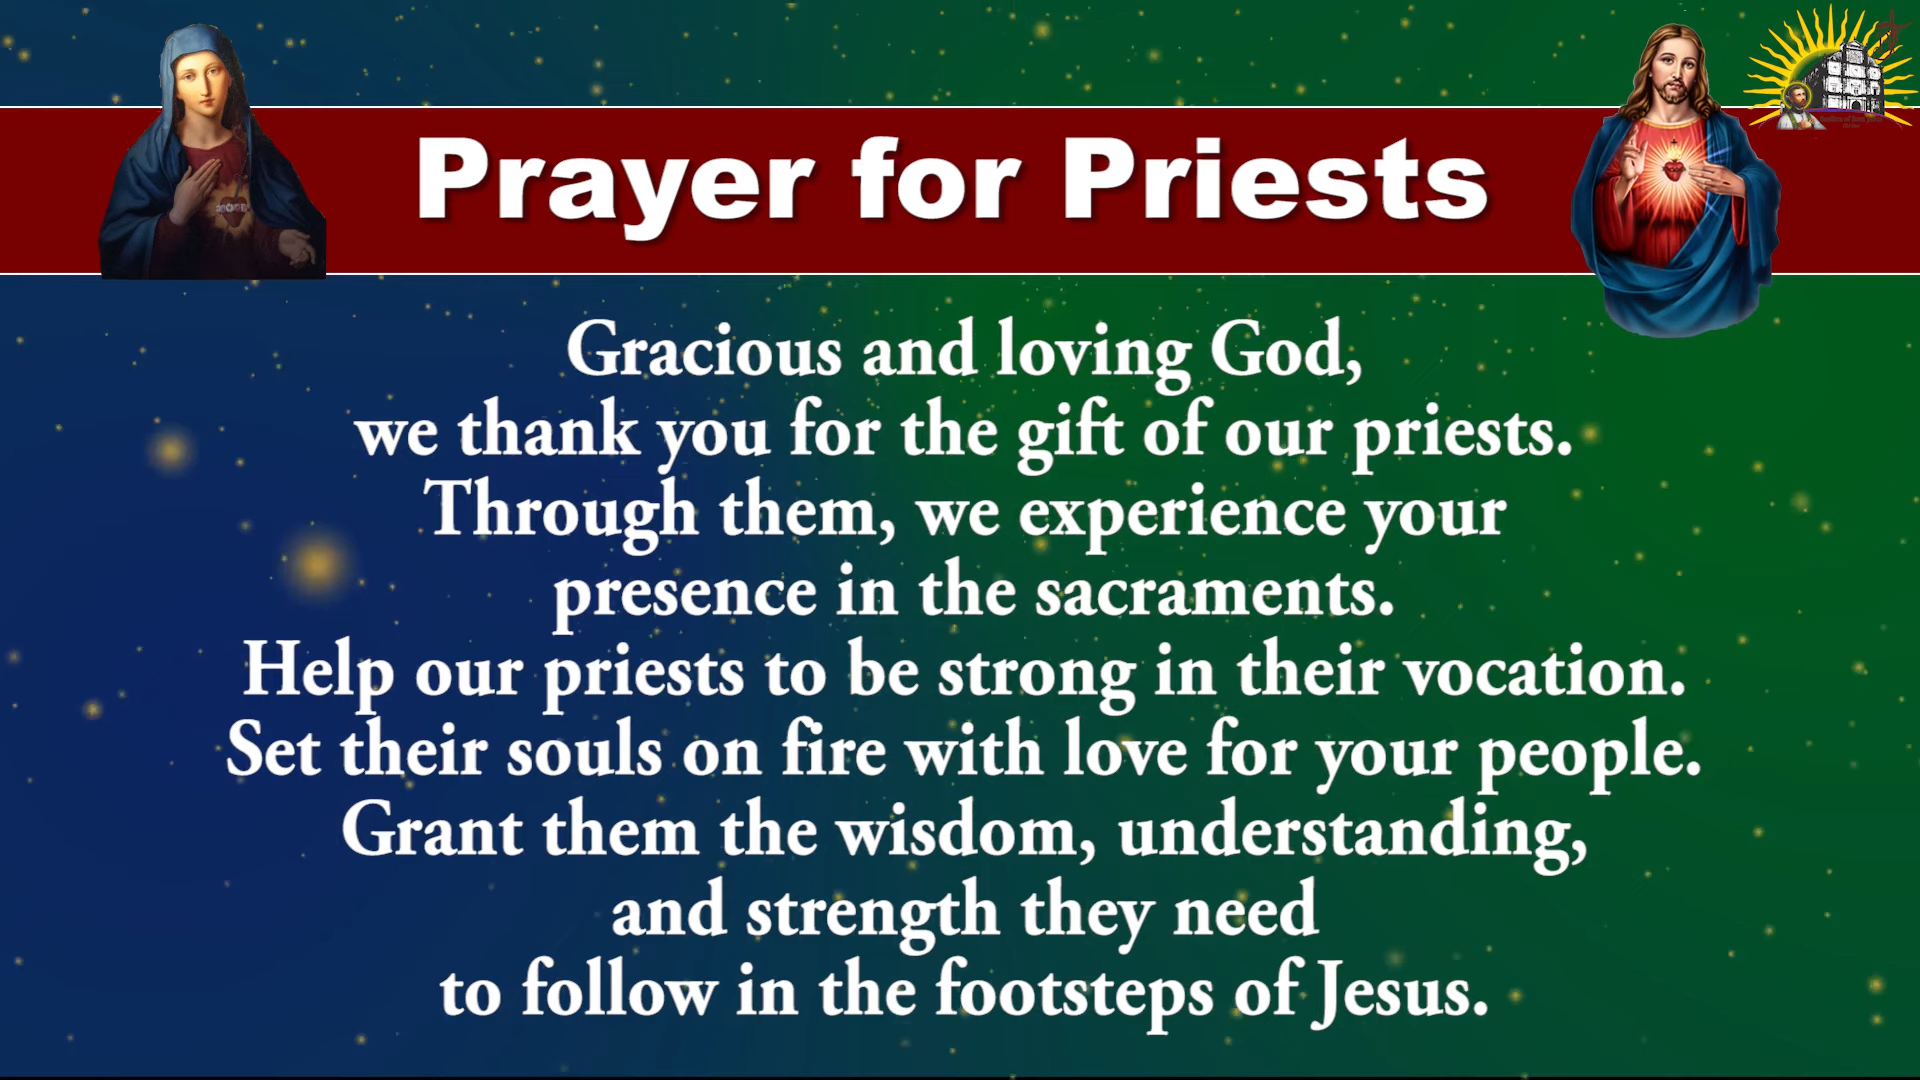 Prayer for Priests
Gracious and loving God,
we thank you for the gift of our priests.
Through them, we experience your
presence in the sacraments.
Help our priests to be strong in their vocation.
Set their souls on fire with love for your people.
Grant them the wisdom, understanding,
and strength they need
to follow in the footsteps of Jesus.